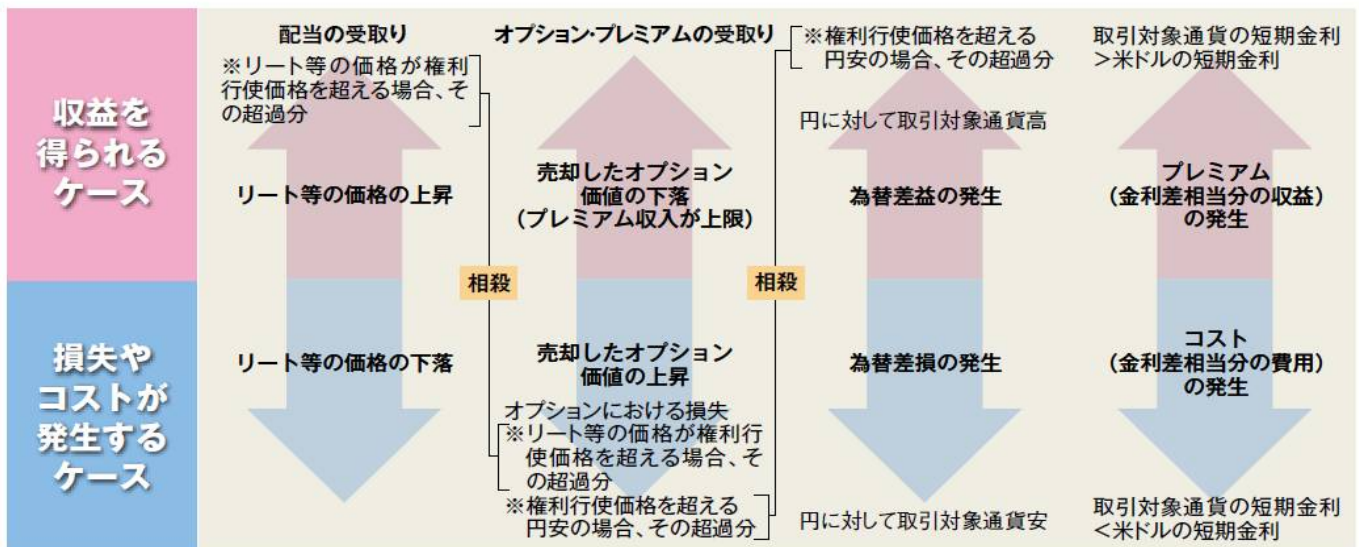 収益を
得られる
ケース
配当の受取り
※リート等の価格が権利
行使価格を超える場合、そ
の超過分
リート等の価格の上昇
オプション・プレミアムの受取り
売却したオプション
価値の下落
（プレミアム収入が上限）
※権利行使価格を超える
円安の場合、その超過分
円に対して取引対象通貨高
為替差益の発生
取引対象通貨の短期金利
＞米ドルの短期金利
プレミアム
（金利差相当分の収益）
の発生
相殺
相殺
損失や
コストが
発生する
ケース
リート等の価格の下落
売却したオプション
価値の上昇
オプションにおける損失
※リート等の価格が権利行
使価格を超える場合、そ
の超過分
※権利行使価格を超える
円安の場合、その超過分
為替差損の発生
円に対して取引対象通貨安
コスト
（金利差相当分の費用）
の発生
取引対象通貨の短期金利
＜米ドルの短期金利